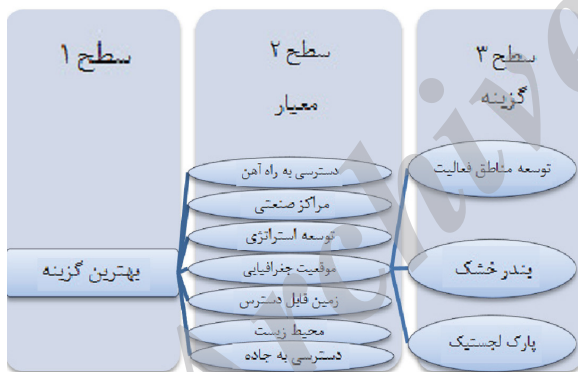 سطح ۱
بهترین گزینه
سطح ۲
معیار
دسترسی به راه آهن
مراکز صنعتی
توسعه استراتژی
موقعیت جغرافیایی
زمین قابل دسترس
محیط زیست
دسترسی به جاده
سطح ۳
گزینه
توسعه مناطق فعالیت
بندر خشک
پارک لجستیک
Archive